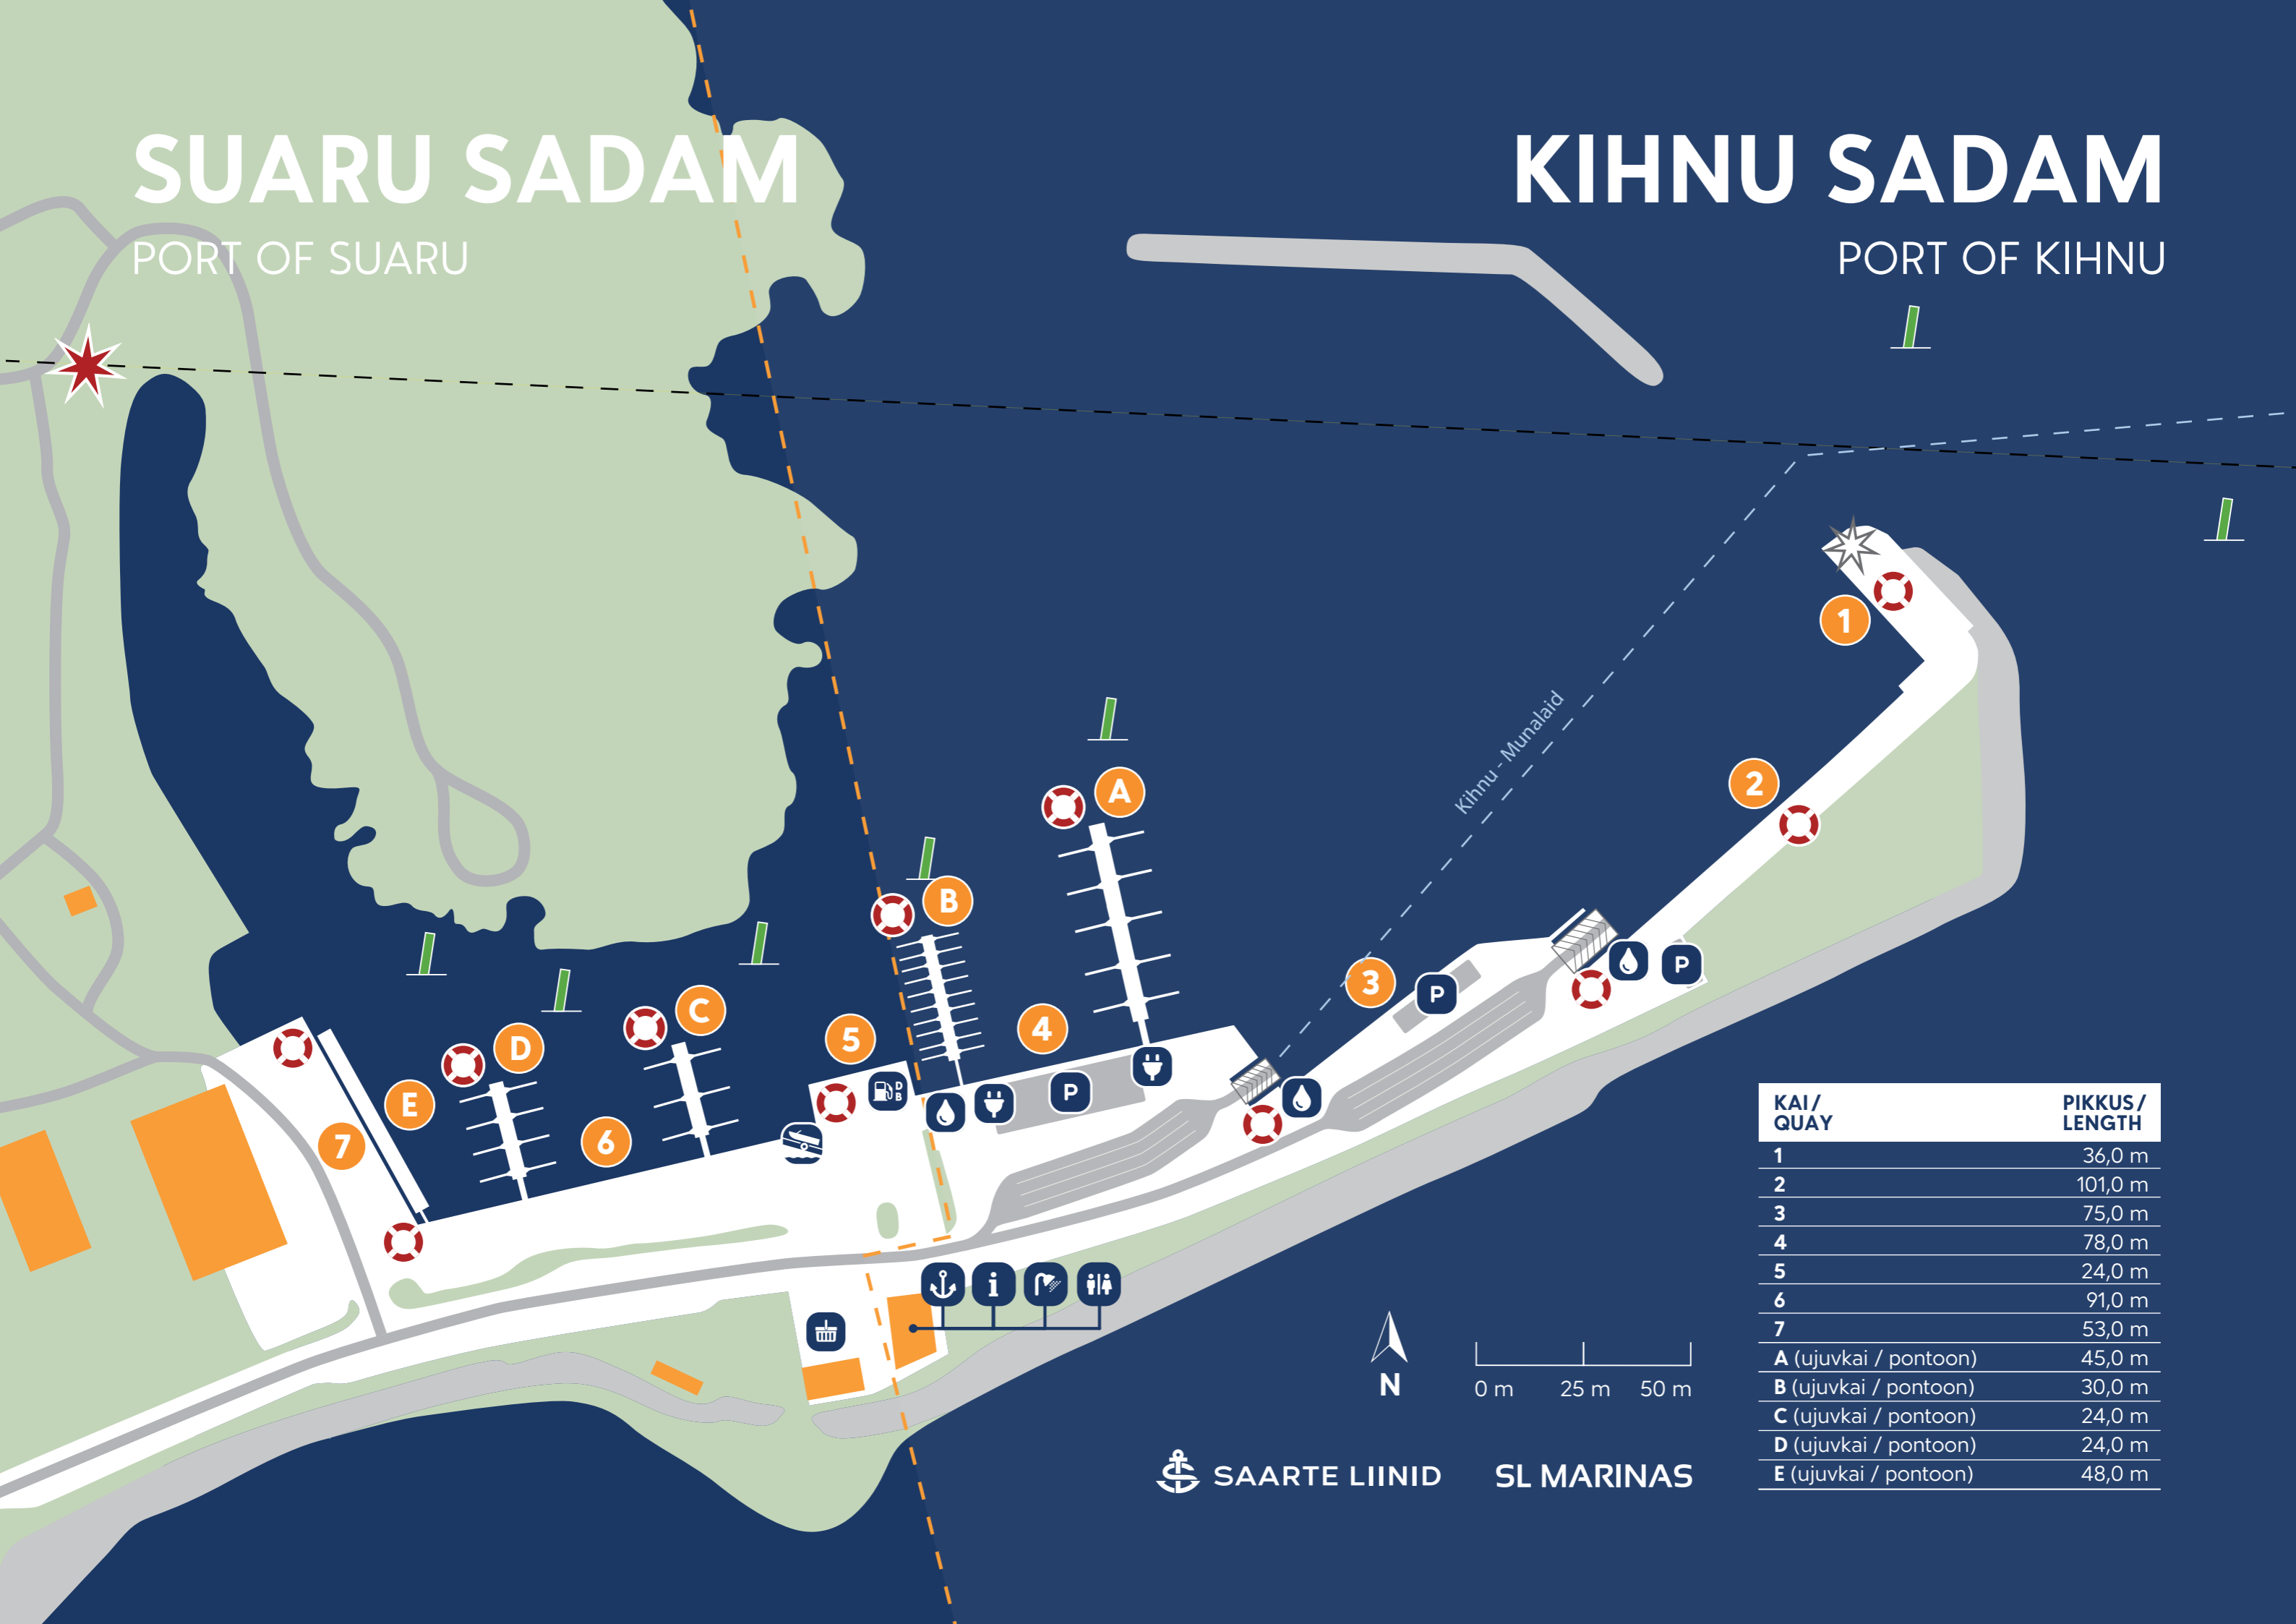 SUARU SADAM
PORT OF SUARU
KIHNU SADAM
PORT OF KIHNU
Kihnu - Munalaid
1
2
A
B
3
C
4
5
D
E
6
7
P
P
P
D
B
i
KAI / QUAY PIKKUS / LENGTH
1 36,0 m
2 101,0 m
3 75,0 m
4 78,0 m
5 24,0 m
6 91,0 m
7 53,0 m
A (ujuvkai / pontoon) 45,0 m
B (ujuvkai / pontoon) 30,0 m
C (ujuvkai / pontoon) 24,0 m
D (ujuvkai / pontoon) 24,0 m
E (ujuvkai / pontoon) 48,0 m
N
0 m 25 m 50 m
SAARTE LIINID
SL MARINAS